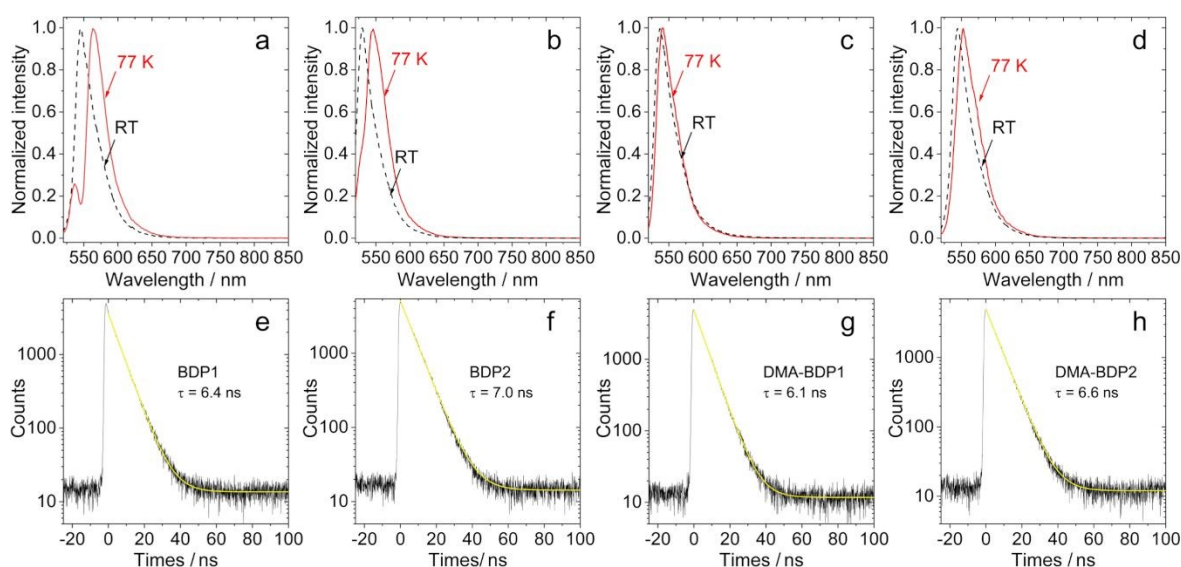 a
1.0
0.8
0.6
0.4
0.2
0.0
Normalized intensity
77 K
RT
550 600 650 700 750 800 850
Wavelength / nm
b
1.0
0.8
0.6
0.4
0.2
0.0
Normalized intensity
77 K
RT
550 600 650 700 750 800 850
Wavelength / nm
c
1.0
0.8
0.6
0.4
0.2
0.0
Normalized intensity
77 K
RT
550 600 650 700 750 800 850
Wavelength / nm
d
1.0
0.8
0.6
0.4
0.2
0.0
Normalized intensity
77 K
RT
550 600 650 700 750 800 850
Wavelength / nm
e
1000
100
10
Counts
BDP1
τ = 6.4 ns
-20 0 20 40 60 80 100
Times/ ns
f
1000
100
10
Counts
BDP2
τ = 7.0 ns
-20 0 20 40 60 80 100
Times/ ns
g
1000
100
10
Counts
DMA-BDP1
τ = 6.1 ns
-20 0 20 40 60 80 100
Times/ ns
h
1000
100
10
Counts
DMA-BDP2
τ = 6.6 ns
-20 0 20 40 60 80 100
Times/ ns